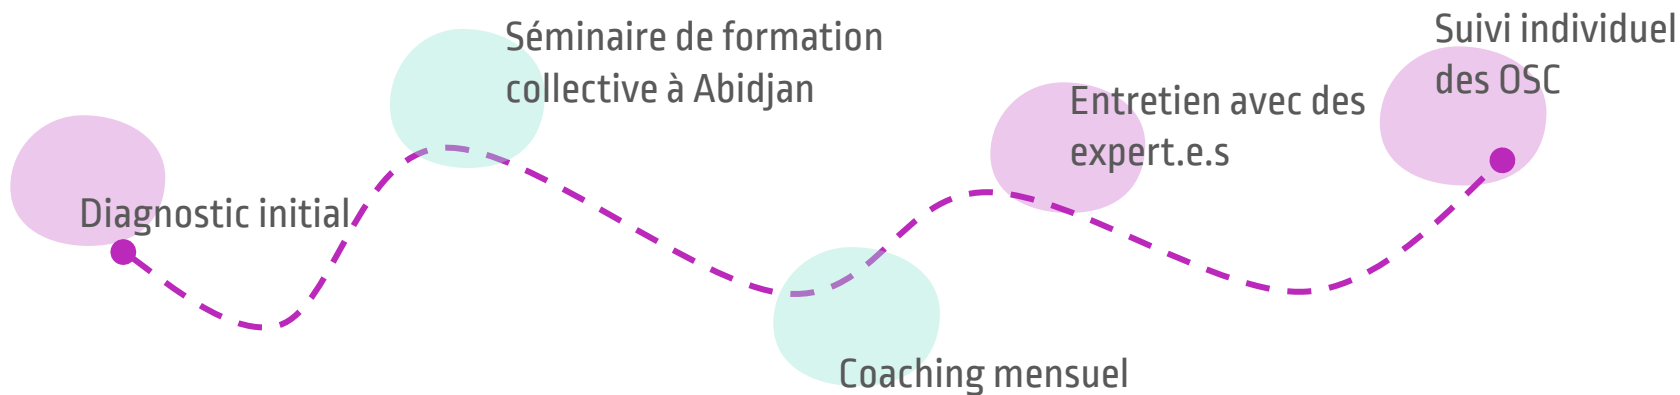 Diagnostic initial
Séminaire de formation
collective à Abidjan
Coaching mensuel
Entretien avec des
expert.e.s
Suivi individuel
des OSC